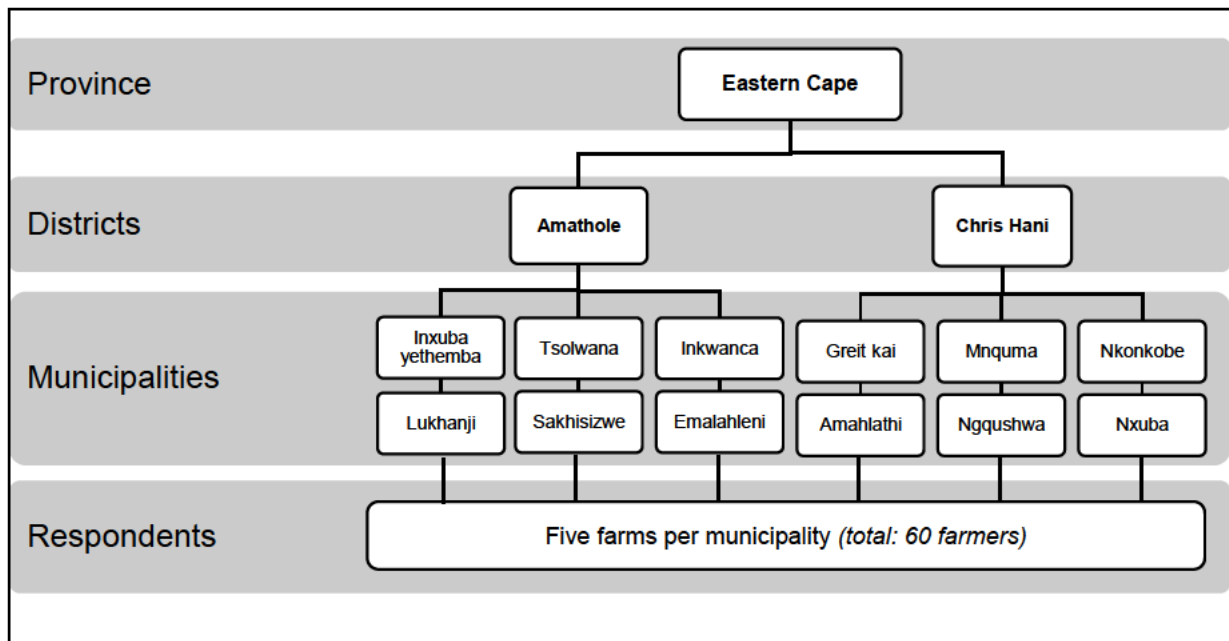 Province
Eastern Cape
Districts
Amathole
Chris Hani
Municipalities
Inxuba
yethemba
Tsolwana
Inkwanca
Greit kai
Mnquma
Nkonkobe
Lukhanji
Sakhisizwe
Emalahleni
Amahlathi
Ngqushwa
Nxuba
Respondents
Five farms per municipality (total: 60 farmers)